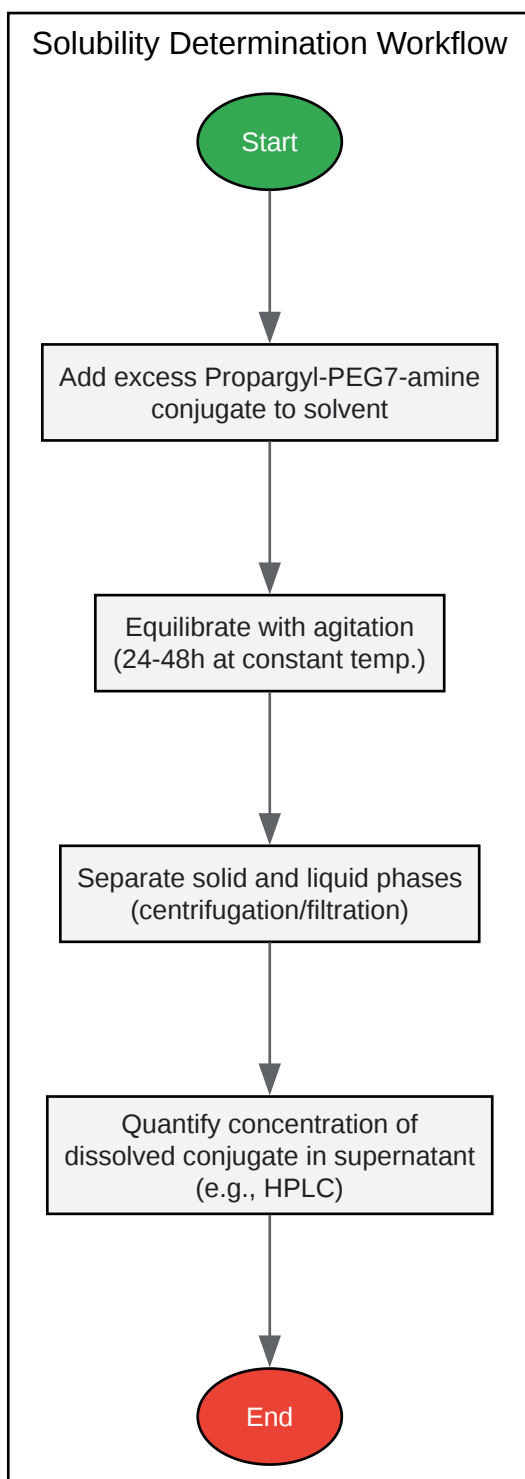 Solubility Determination Workflow
Start
Add excess Propargyl-PEG7-amine
conjugate to solvent
Equilibrate with agitation
(24-48h at constant temp.)
Separate solid and liquid phases
(centrifugation/filtration)
Quantify concentration of
dissolved conjugate in supernatant
(e.g., HPLC)
End